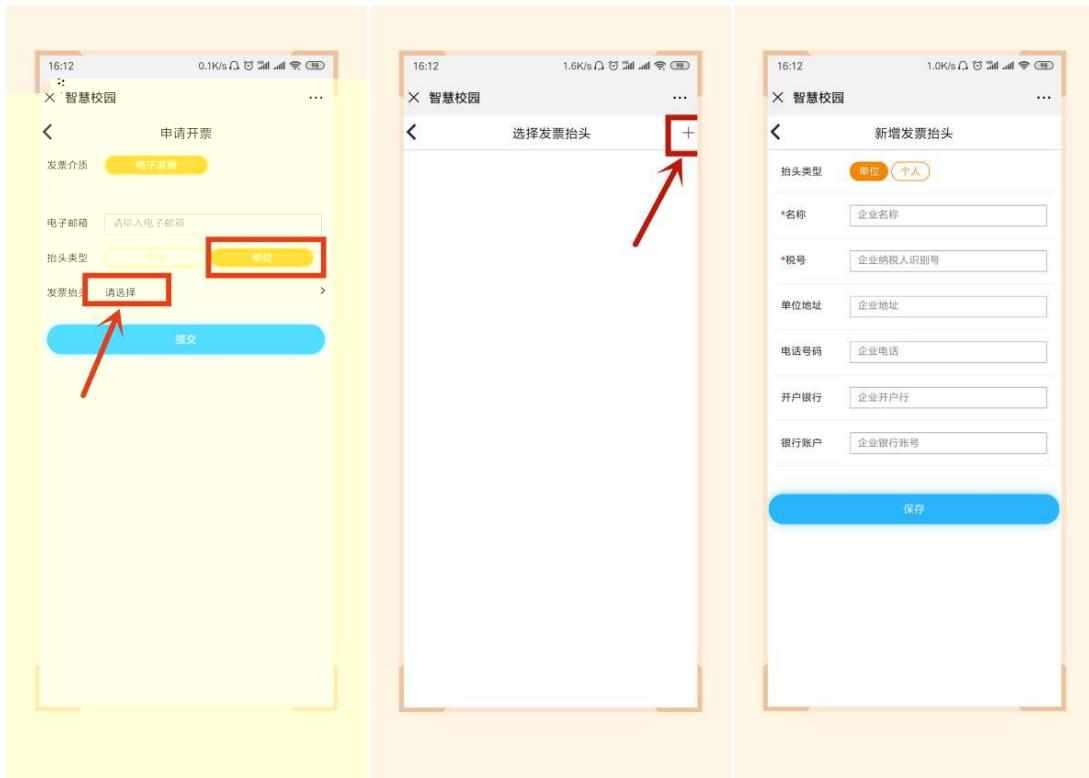 16:12
0.1K/s
98
智慧校园
申请开票
发票介质
电子发票
电子邮箱
请输入电子邮箱
抬头类型
单位
发票抬头
请选择
提交
16:12
1.6K/s
98
智慧校园
选择发票抬头
16:12
1.0K/s
98
智慧校园
新增发票抬头
抬头类型
单位
个人
*名称
企业名称
*税号
企业纳税人识别号
单位地址
企业地址
电话号码
企业电话
开户银行
企业开户行
银行账户
企业银行账号
保存